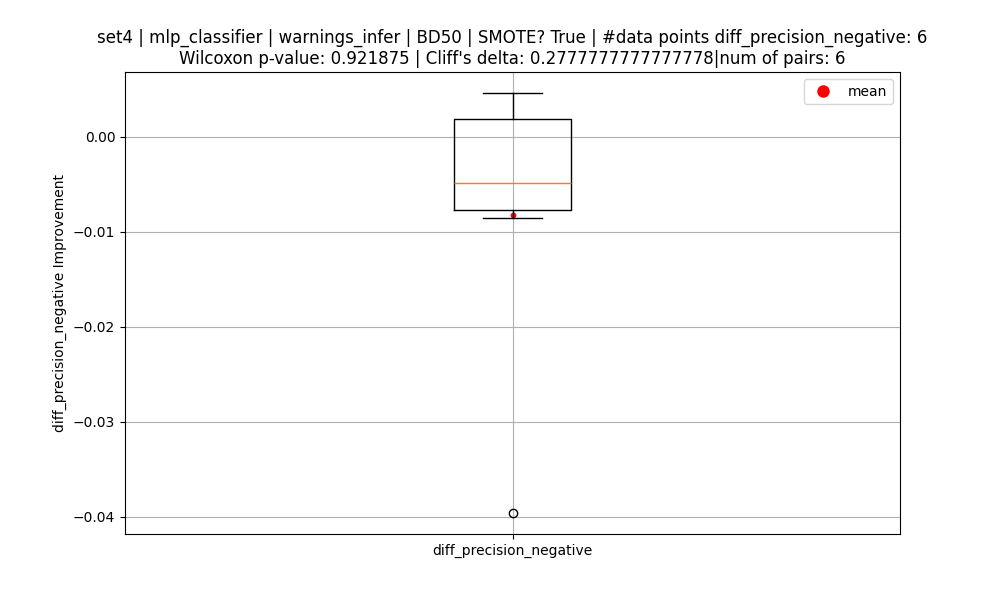 set4 | mlp_classifier | warnings_infer | BD50 | SMOTE? True | #data points diff_precision_negative: 6
Wilcoxon p-value: 0.921875 | Cliff's delta: 0.2777777777777778|num of pairs: 6
mean
0.00
−0.01
−0.02
−0.03
−0.04
diff_precision_negative Improvement
diff_precision_negative